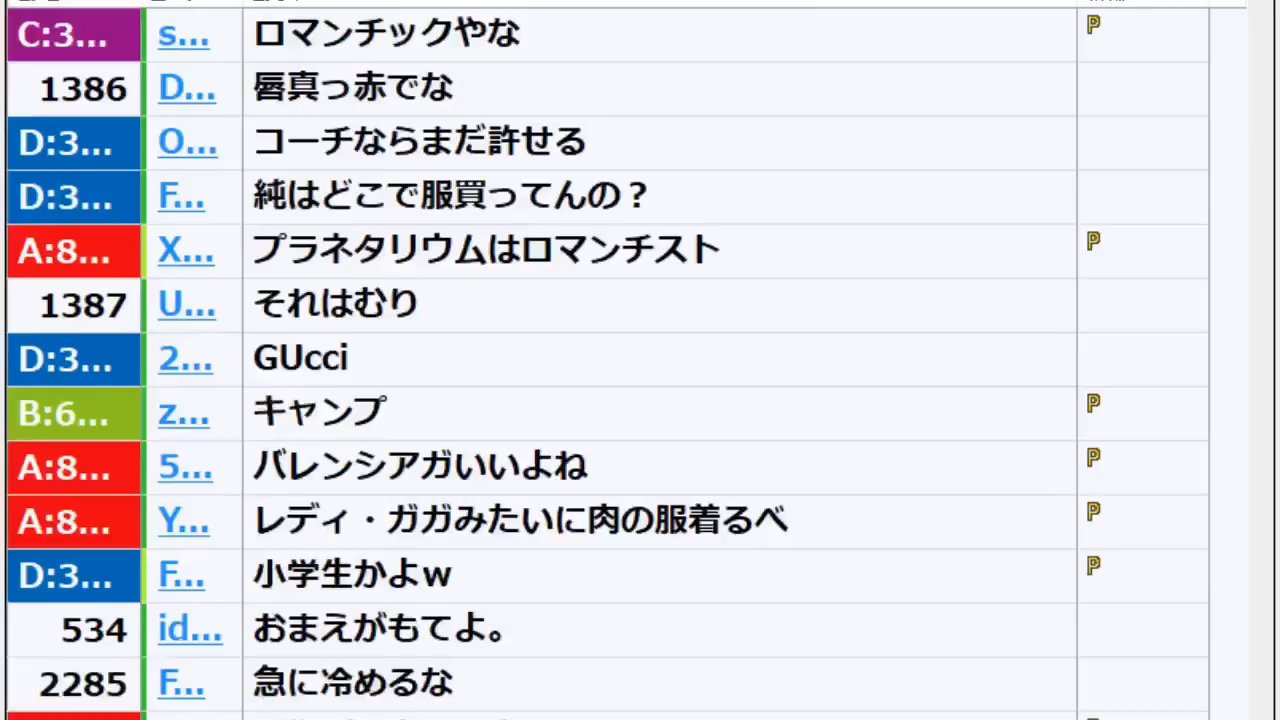 C:3... s... ロマンチックやな P
1386 D... 唇真っ赤でな
D:3... O... コーチならまだ許せる
D:3... F... 純はどこで服買ってんの？
A:8... X... プラネタリウムはロマンチスト P
1387 U... それはむり
D:3... 2... GUcci
B:6... z... キャンプ P
A:8... 5... バレンシアガいいよね P
A:8... Y... レディ・ガガみたいに肉の服着るべ P
D:3... F... 小学生かよw P
534 id... おまえがもてよ。
2285 F... 急に冷めるな